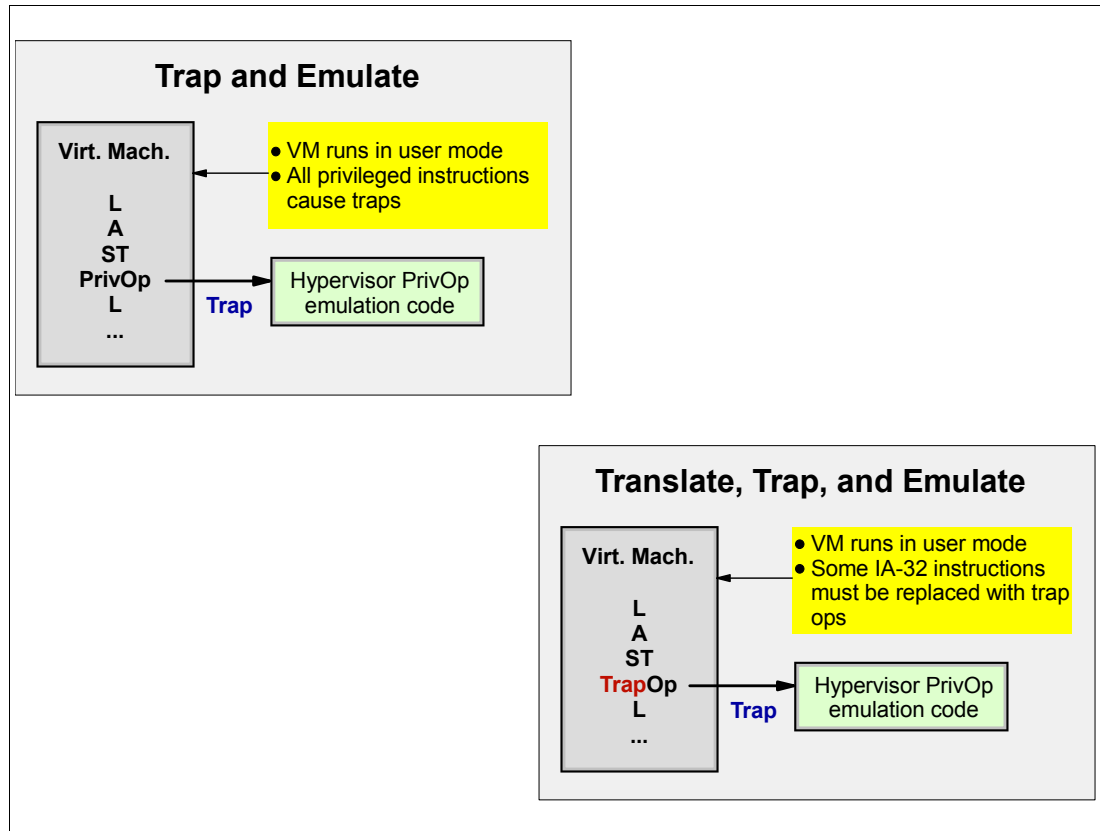 Trap and Emulate
Virt. Mach.
● VM runs in user mode
● All privileged instructions
cause traps
L
A
ST
PrivOp
L
...
Trap
Hypervisor PrivOp
emulation code
Translate, Trap, and Emulate
Virt. Mach.
● VM runs in user mode
● Some IA-32 instructions
must be replaced with trap
ops
L
A
ST
TrapOp
L
...
Trap
Hypervisor PrivOp
emulation code